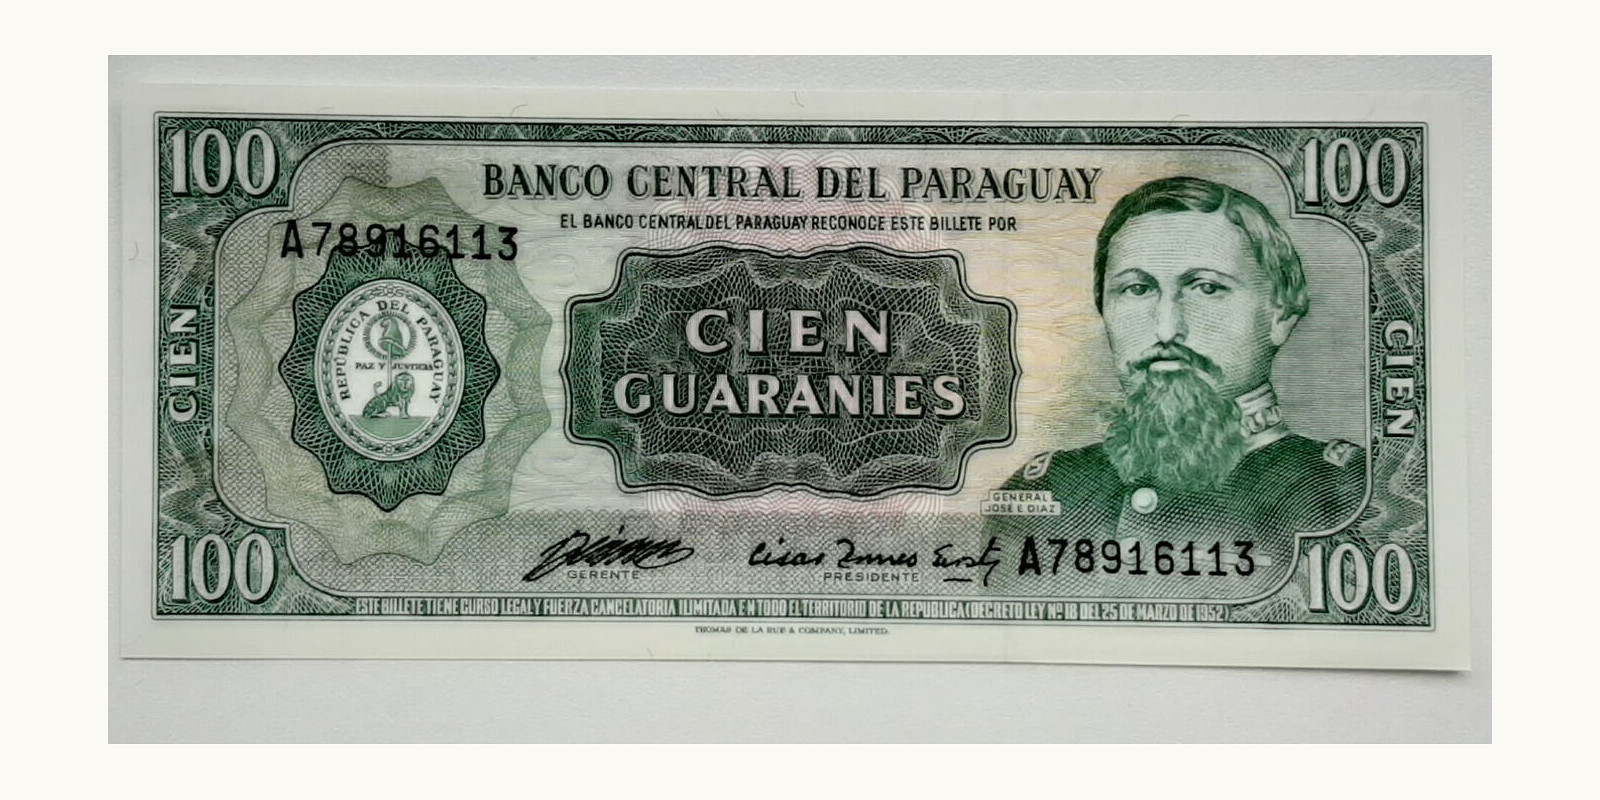 100
100
BANCO CENTRAL DEL PARAGUAY
EL BANCO CENTRAL DEL PARAGUAY RECONOCE ESTE BILLETE POR
A78916113
CIEN
REPÚBLICA DEL PARAGUAY
PAZ Y JUSTICIA
CIEN
GUARANIES
CIEN
GENERAL
JOSE E DIAZ
100
GERENTE
PRESIDENTE
A78916113
100
ESTE BILLETE TIENE CURSO LEGAL Y FUERZA CANCELATORIA ILIMITADA EN TODO EL TERRITORIO DE LA REPUBLICA (DECRETO LEY Nº 18 DEL 25 DE MARZO DE 1952)
THOMAS DE LA RUE & COMPANY, LIMITED.